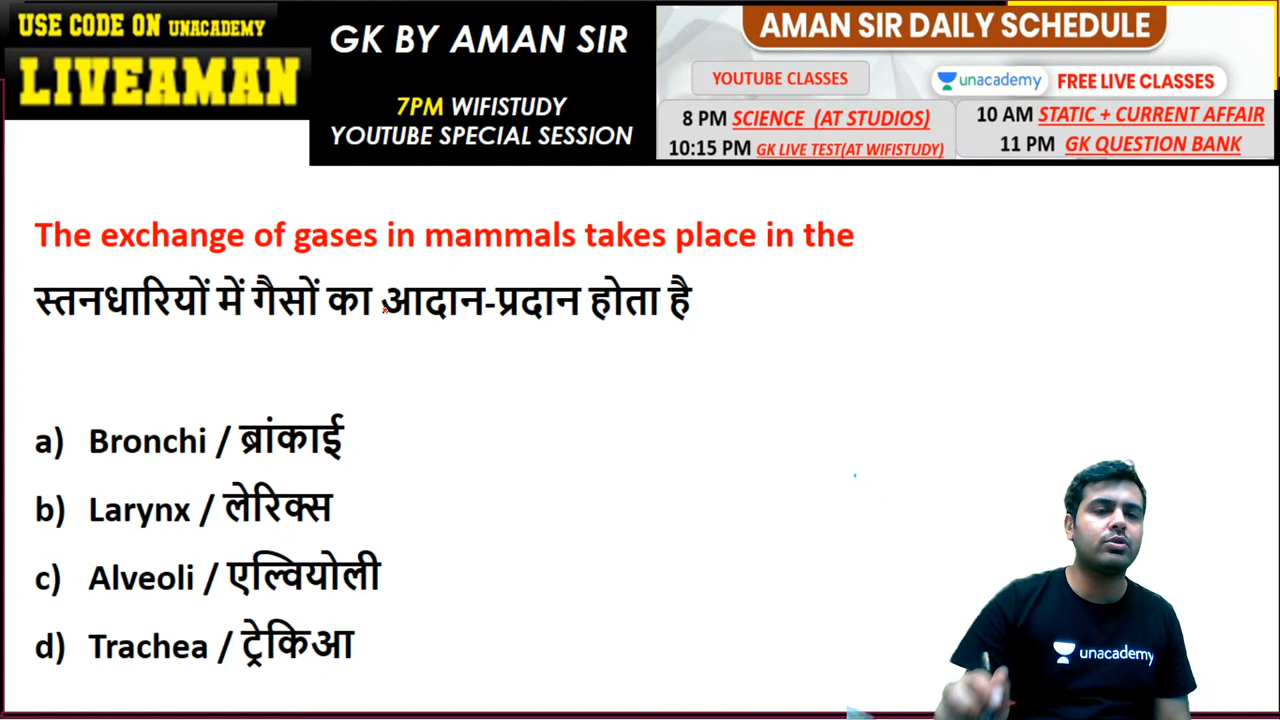 USE CODE ON UNACADEMY
LIVEAMAN
GK BY AMAN SIR
7PM WIFISTUDY
YOUTUBE SPECIAL SESSION
AMAN SIR DAILY SCHEDULE
YOUTUBE CLASSES
unacademy FREE LIVE CLASSES
8 PM SCIENCE (AT STUDIOS)
10:15 PM GK LIVE TEST(AT WIFISTUDY)
10 AM STATIC + CURRENT AFFAIR
11 PM GK QUESTION BANK
The exchange of gases in mammals takes place in the
स्तनधारियों में गैसों का आदान-प्रदान होता है
a) Bronchi / ब्रांकाई
b) Larynx / लेरिक्स
c) Alveoli / एल्वियोली
d) Trachea / ट्रेकिआ
unacademy